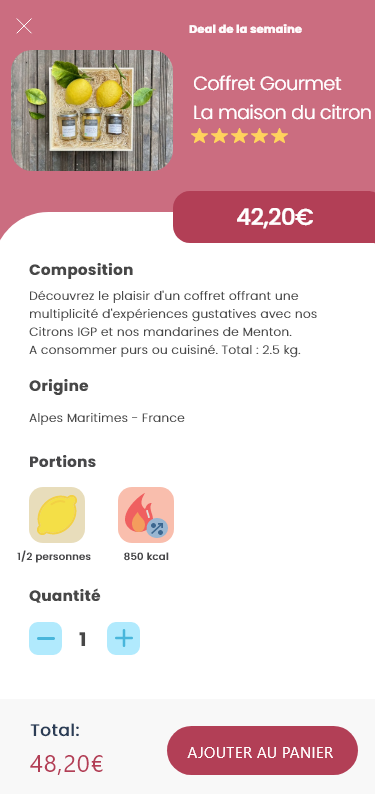 Deal de la semaine
Coffret Gourmet
La maison du citron
42,20€
Composition
Découvrez le plaisir d'un coffret offrant une
multiplicité d'expériences gustatives avec nos
Citrons IGP et nos mandarines de Menton.
A consommer purs ou cuisiné. Total : 2.5 kg.
Origine
Alpes Maritimes - France
Portions
1/2 personnes
850 kcal
Quantité
1
Total:
48,20€
AJOUTER AU PANIER